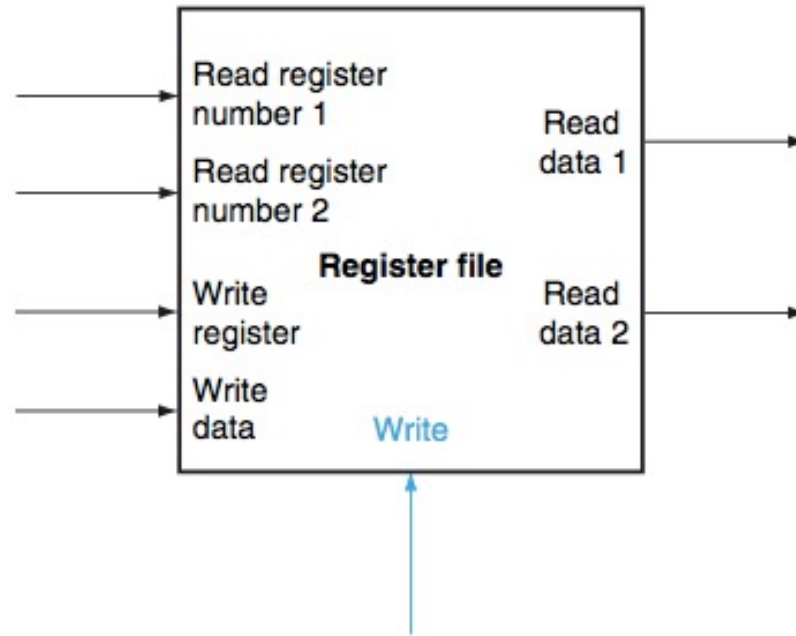 Read register
number 1
Read
data 1
Read register
number 2
Register file
Write
register
Read
data 2
Write
data
Write